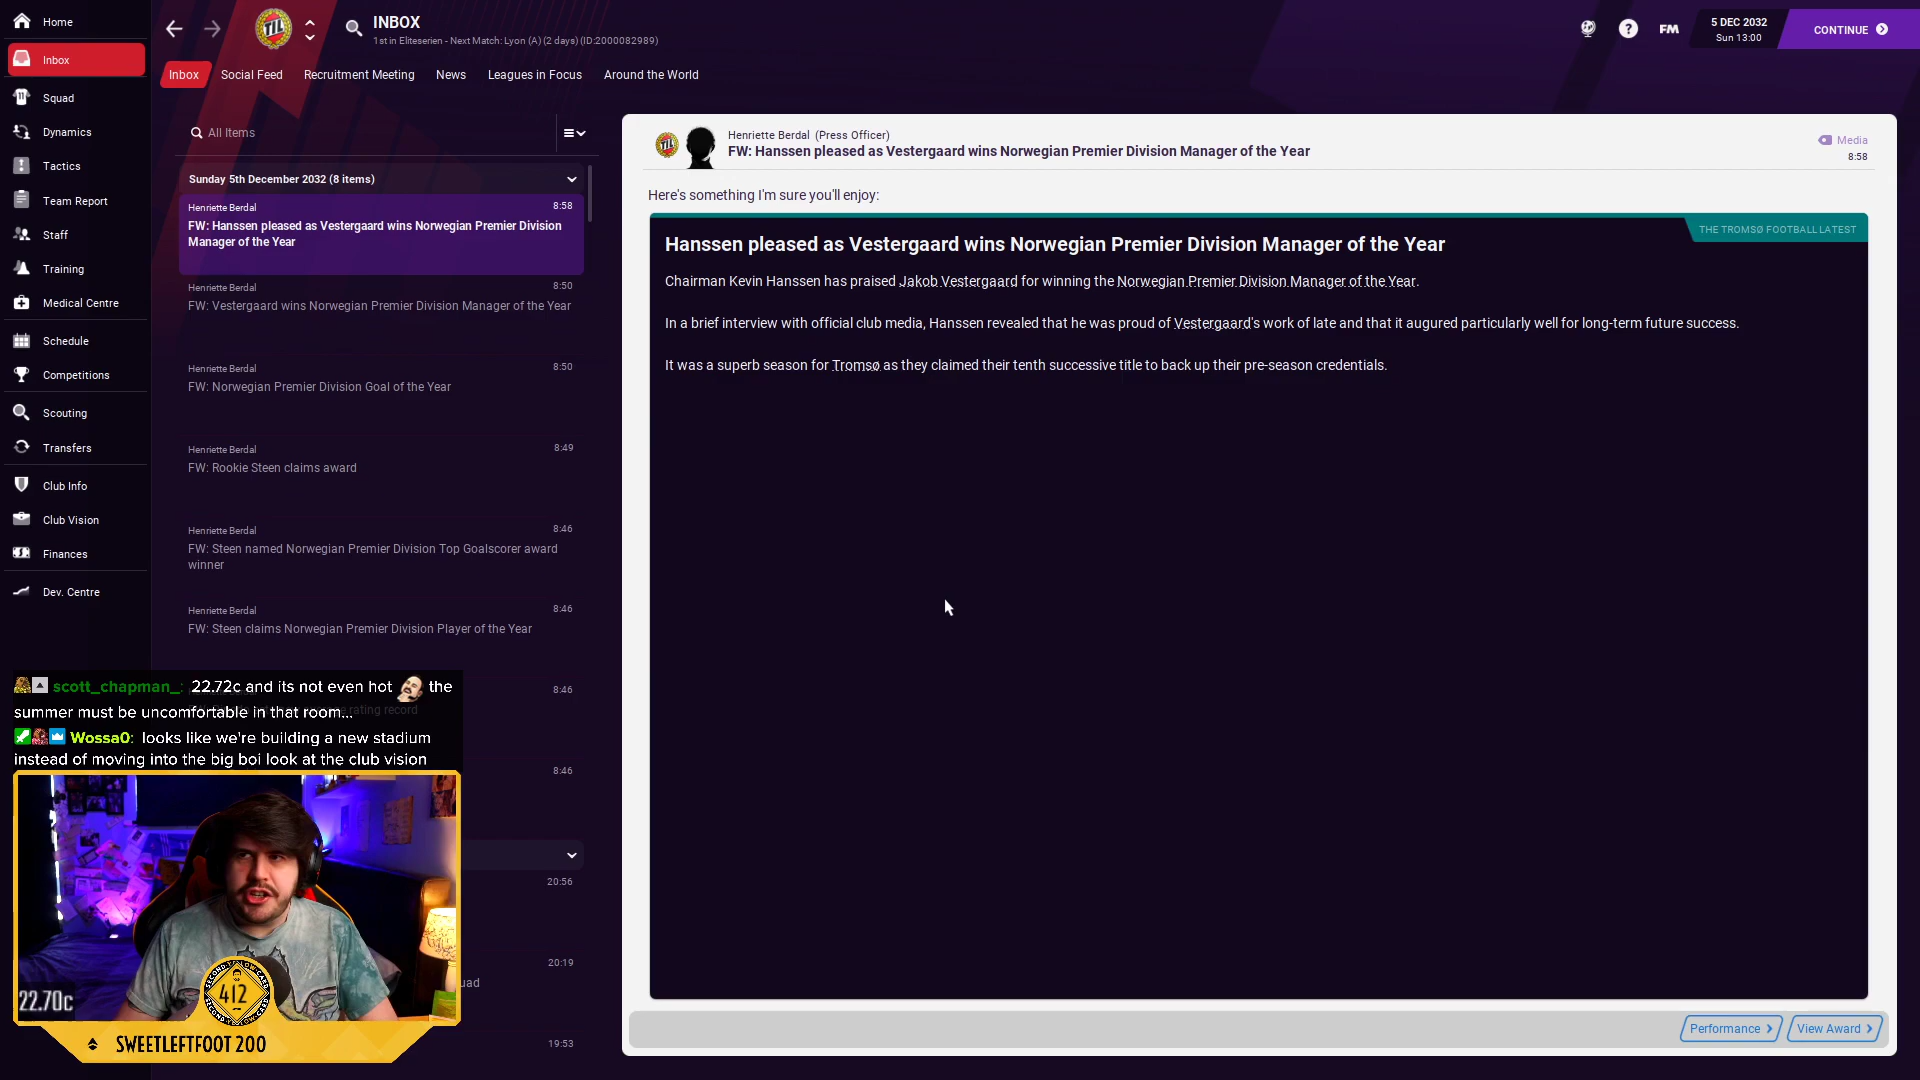 Home
Inbox
Squad
Dynamics
Tactics
Team Report
Staff
Training
Medical Centre
Schedule
Competitions
Scouting
Transfers
Club Info
Club Vision
Finances
Dev. Centre
TIL
INBOX
1st in Eliteserien - Next Match: Lyon (A) (2 days) (ID:2000082989)
FM
5 DEC 2032
Sun 13:00
CONTINUE
Inbox
Social Feed
Recruitment Meeting
News
Leagues in Focus
Around the World
All Items
Sunday 5th December 2032 (8 items)
Henriette Berdal 8:58
FW: Hanssen pleased as Vestergaard wins Norwegian Premier Division
Manager of the Year
Henriette Berdal 8:50
FW: Vestergaard wins Norwegian Premier Division Manager of the Year
Henriette Berdal 8:50
FW: Norwegian Premier Division Goal of the Year
Henriette Berdal 8:49
FW: Rookie Steen claims award
Henriette Berdal 8:46
FW: Steen named Norwegian Premier Division Top Goalscorer award
winner
Henriette Berdal 8:46
FW: Steen claims Norwegian Premier Division Player of the Year
8:46
rating record
8:46
20:56
20:19
uad
19:53
scott_chapman_: 22.72c and its not even hot the
summer must be uncomfortable in that room...
Wossa0: looks like we're building a new stadium
instead of moving into the big boi look at the club vision
22.70c
SECOND YELLOW CARD
412
SWEETLEFTFOOT 200
TIL
Henriette Berdal (Press Officer)
FW: Hanssen pleased as Vestergaard wins Norwegian Premier Division Manager of the Year
Media
8:58
Here's something I'm sure you'll enjoy:
THE TROMSØ FOOTBALL LATEST
Hanssen pleased as Vestergaard wins Norwegian Premier Division Manager of the Year
Chairman Kevin Hanssen has praised Jakob Vestergaard for winning the Norwegian Premier Division Manager of the Year.
In a brief interview with official club media, Hanssen revealed that he was proud of Vestergaard's work of late and that it augured particularly well for long-term future success.
It was a superb season for Tromsø as they claimed their tenth successive title to back up their pre-season credentials.
Performance
View Award